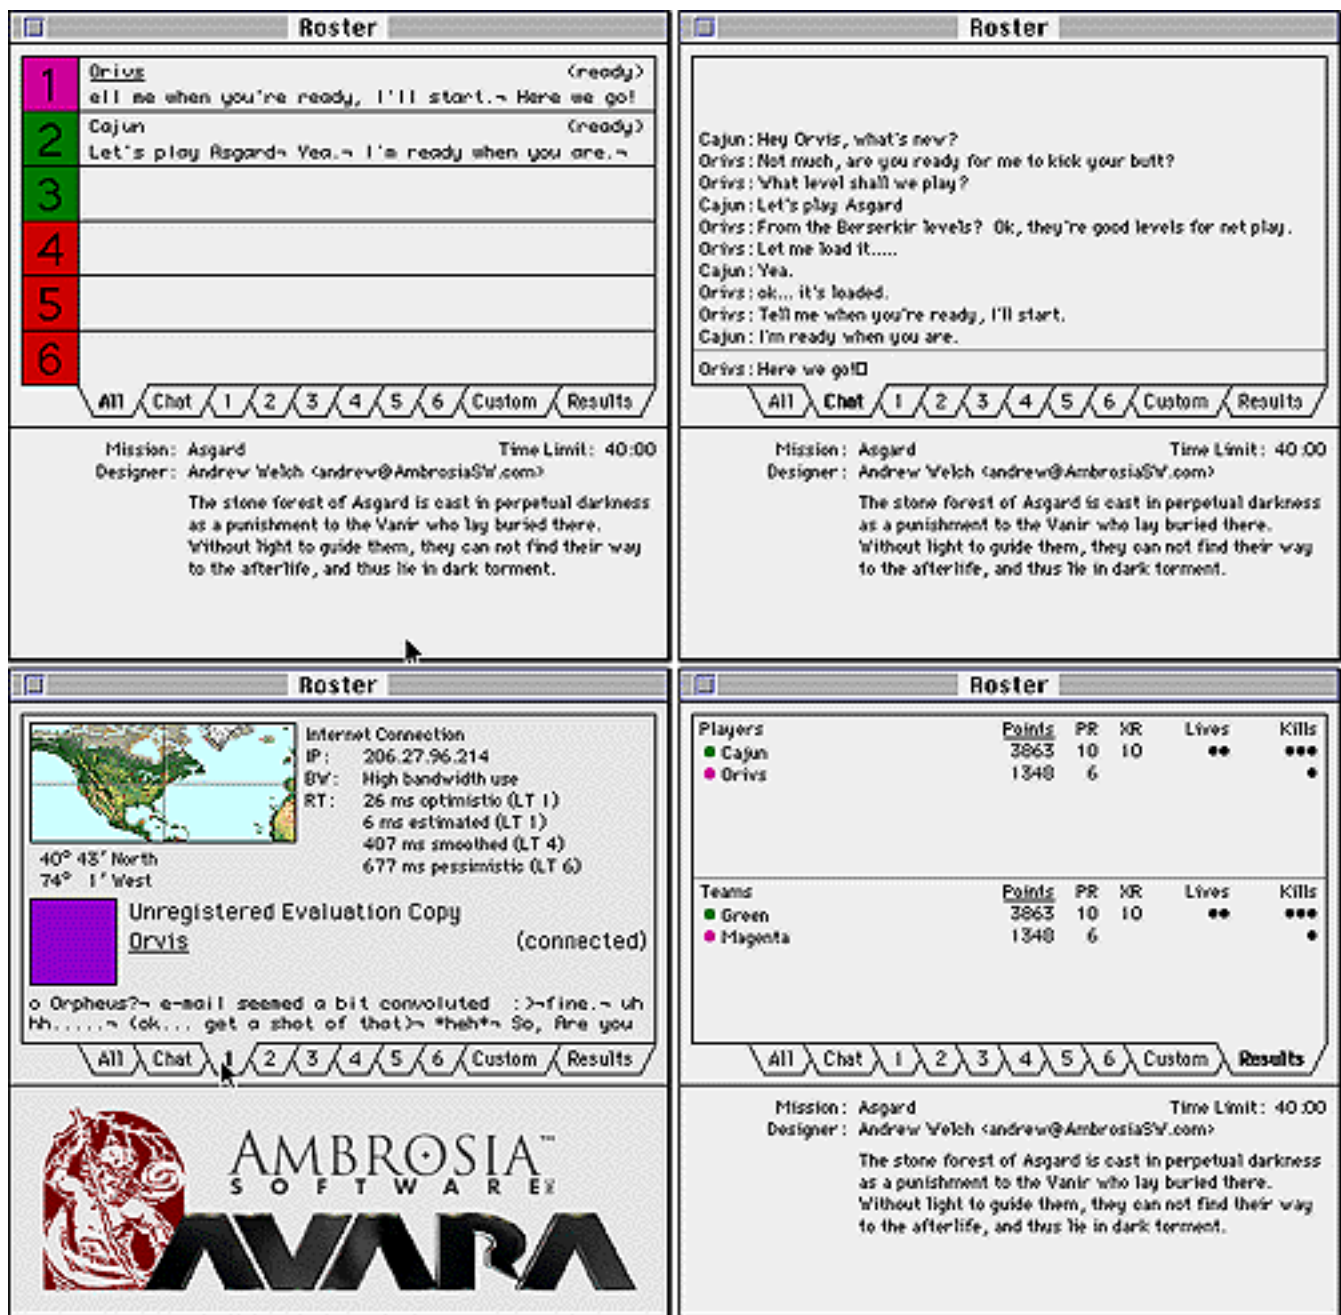 Roster
1 Orivs (ready)
ell me when you're ready, I'll start.¬ Here we go!
2 Cajun (ready)
Let's play Asgard¬ Yea.¬ I'm ready when you are.¬
3
4
5
6
All Chat 1 2 3 4 5 6 Custom Results
Mission: Asgard Time Limit: 40:00
Designer: Andrew Welch <andrew@AmbrosiaSW.com>
The stone forest of Asgard is cast in perpetual darkness
as a punishment to the Vanir who lay buried there.
Without light to guide them, they can not find their way
to the afterlife, and thus lie in dark torment.
Roster
Cajun: Hey Orvis, what's new?
Orivs: Not much, are you ready for me to kick your butt?
Orivs: What level shall we play?
Cajun: Let's play Asgard
Orivs: From the Berserkir levels? Ok, they're good levels for net play.
Orivs: Let me load it.....
Cajun: Yea.
Orivs: ok... it's loaded.
Orivs: Tell me when you're ready, I'll start.
Cajun: I'm ready when you are.
Orivs: Here we go!
All Chat 1 2 3 4 5 6 Custom Results
Mission: Asgard Time Limit: 40:00
Designer: Andrew Welch <andrew@AmbrosiaSW.com>
The stone forest of Asgard is cast in perpetual darkness
as a punishment to the Vanir who lay buried there.
Without light to guide them, they can not find their way
to the afterlife, and thus lie in dark torment.
Roster
Internet Connection
IP: 206.27.96.214
BW: High bandwidth use
RT: 26 ms optimistic (LT 1)
6 ms estimated (LT 1)
407 ms smoothed (LT 4)
677 ms pessimistic (LT 6)
40° 43' North
74° 1' West
Unregistered Evaluation Copy
Orvis (connected)
o Orpheus?¬ e-mail seemed a bit convoluted :)¬fine.¬ uh
hh.....¬ (ok... get a shot of that)¬ *heh*¬ So, Are you
All Chat 1 2 3 4 5 6 Custom Results
AMBROSIA™
SOFTWARE
AVARA
Roster
Players Points PR XR Lives Kills
Cajun 3863 10 10
Orivs 1348 6
Teams Points PR XR Lives Kills
Green 3863 10 10
Magenta 1348 6
All Chat 1 2 3 4 5 6 Custom Results
Mission: Asgard Time Limit: 40:00
Designer: Andrew Welch <andrew@AmbrosiaSW.com>
The stone forest of Asgard is cast in perpetual darkness
as a punishment to the Vanir who lay buried there.
Without light to guide them, they can not find their way
to the afterlife, and thus lie in dark torment.